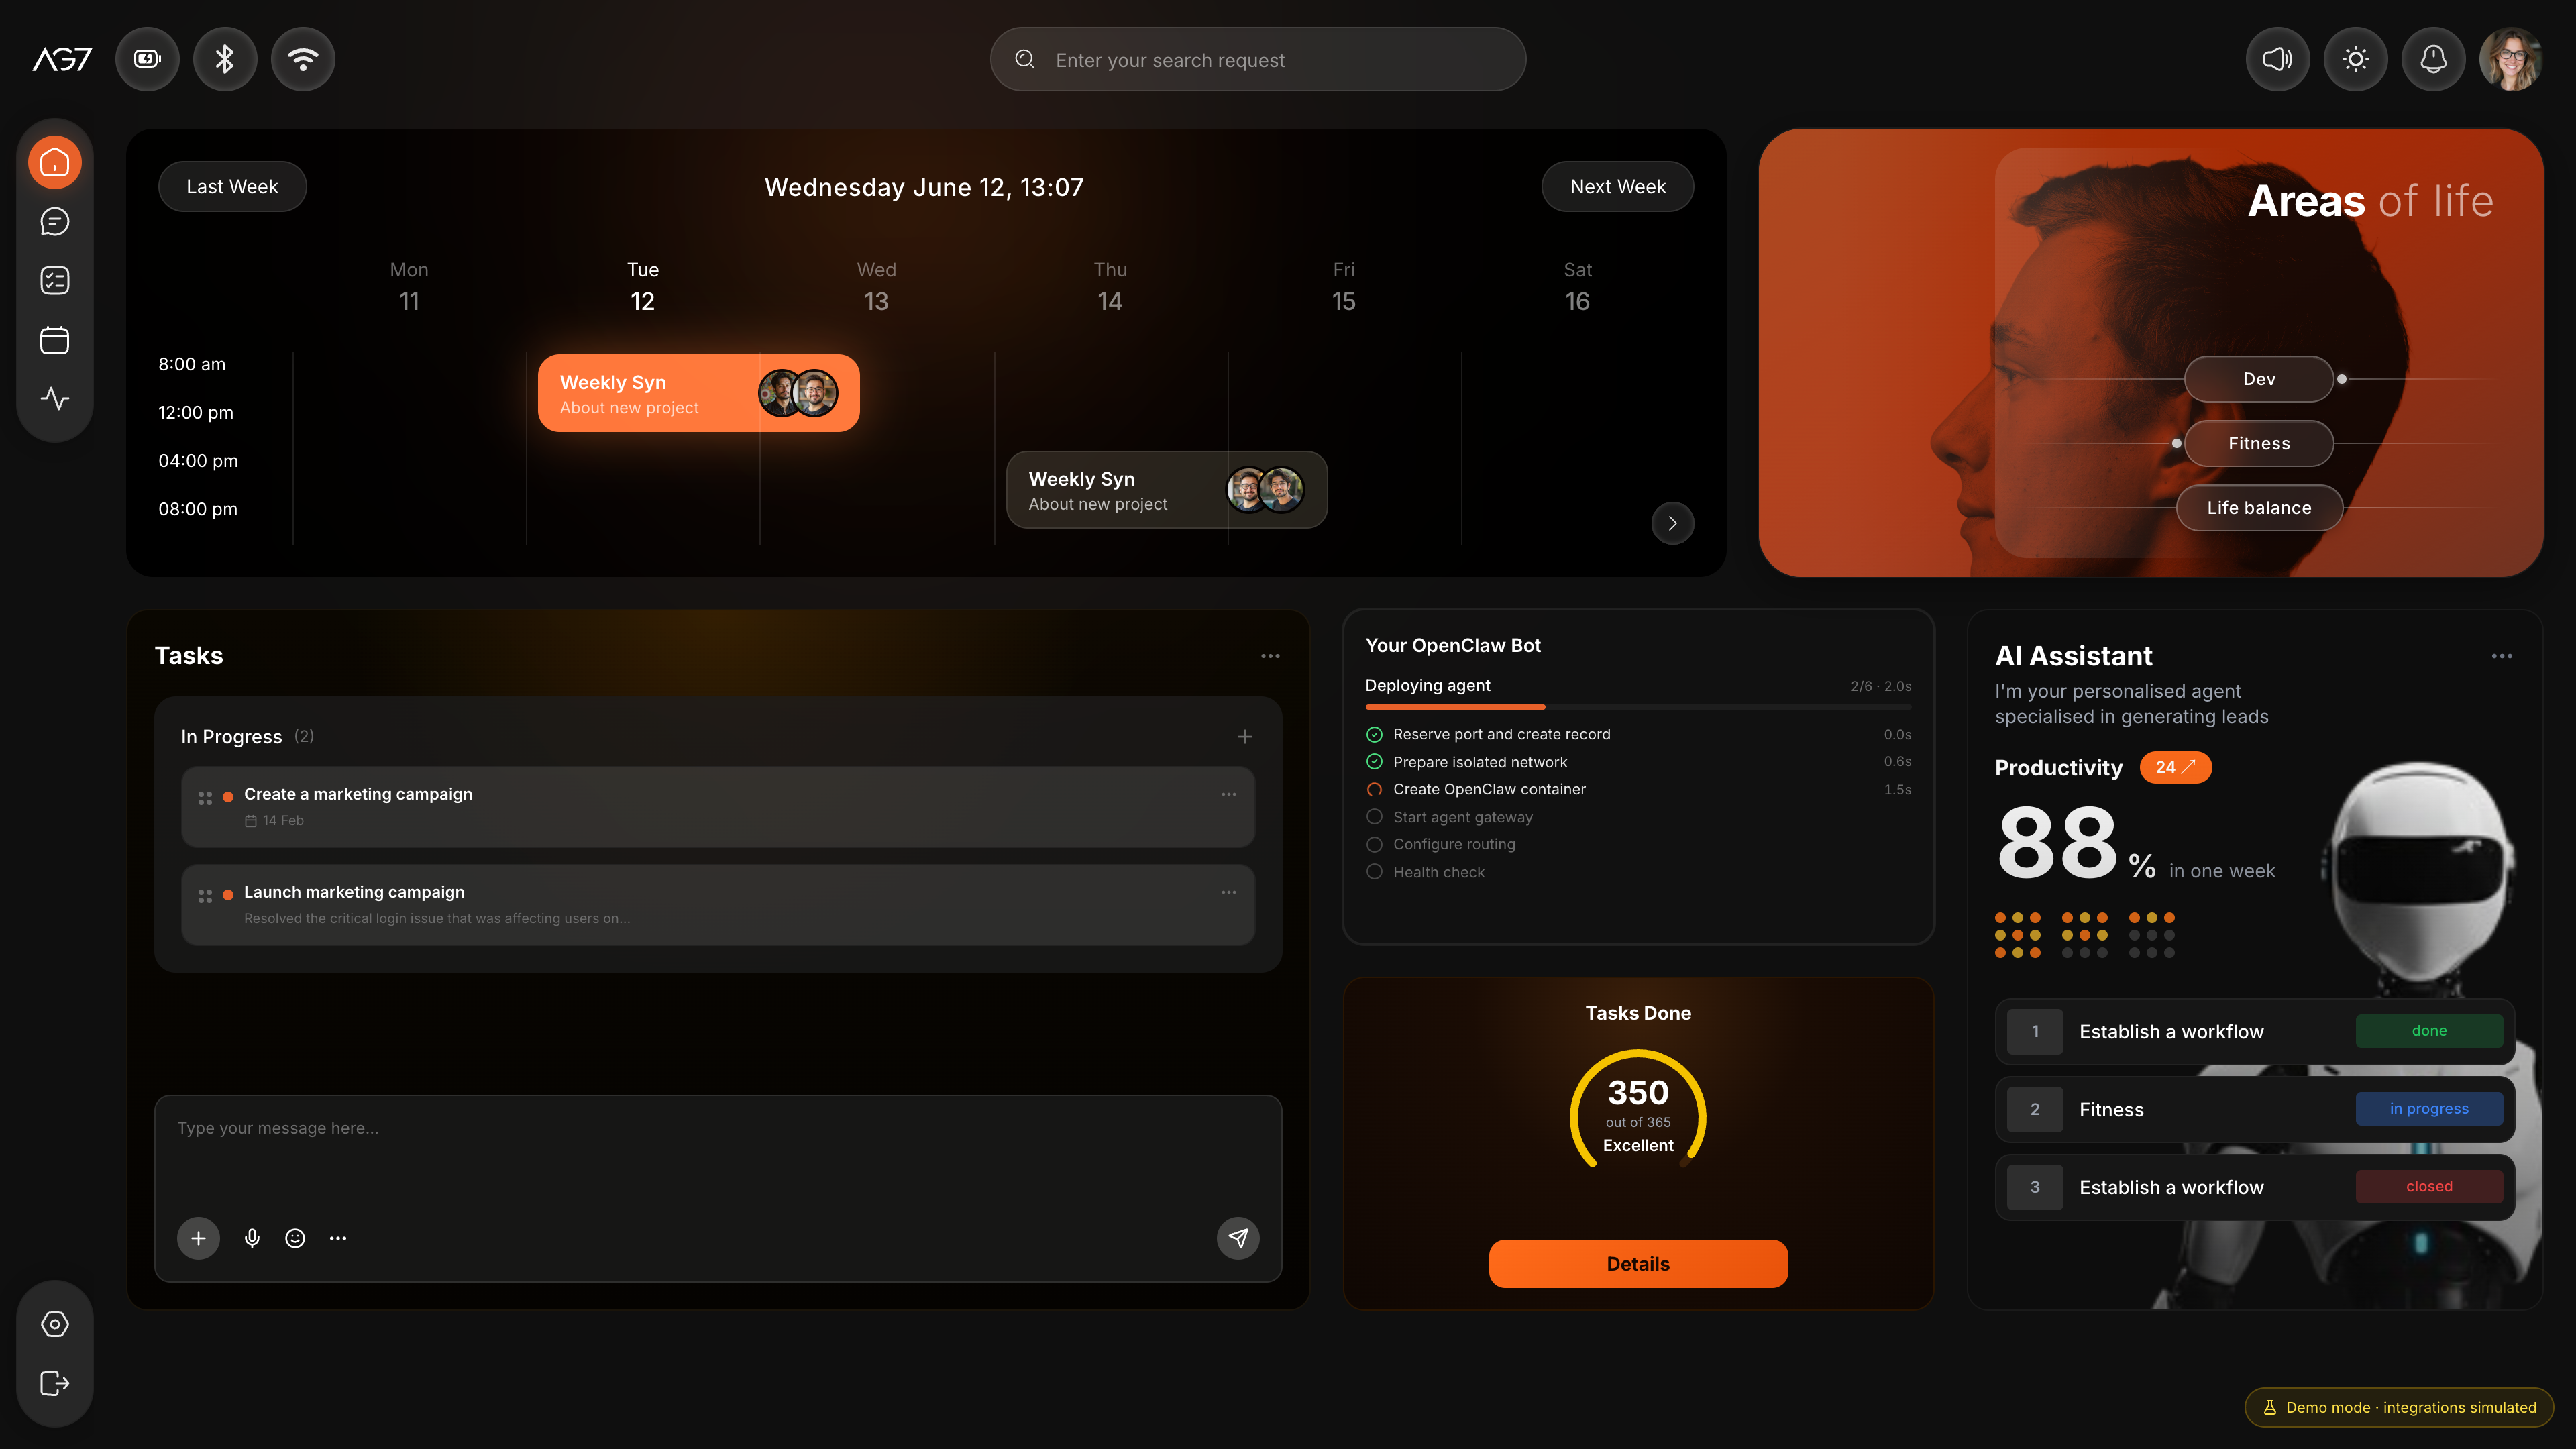 AG7
Enter your search request
Last Week
Wednesday June 12, 13:07
Next Week
Mon
11
Tue
12
Wed
13
Thu
14
Fri
15
Sat
16
8:00 am
12:00 pm
04:00 pm
08:00 pm
Weekly Syn
About new project
Weekly Syn
About new project
Areas of life
Dev
Fitness
Life balance
Tasks
In Progress (2)
Create a marketing campaign
14 Feb
Launch marketing campaign
Resolved the critical login issue that was affecting users on...
Type your message here...
Your OpenClaw Bot
Deploying agent 2/6 · 2.0s
Reserve port and create record 0.0s
Prepare isolated network 0.6s
Create OpenClaw container 1.5s
Start agent gateway
Configure routing
Health check
Tasks Done
350
out of 365
Excellent
Details
AI Assistant
I'm your personalised agent
specialised in generating leads
Productivity 24
88 % in one week
1 Establish a workflow done
2 Fitness in progress
3 Establish a workflow closed
Demo mode · integrations simulated